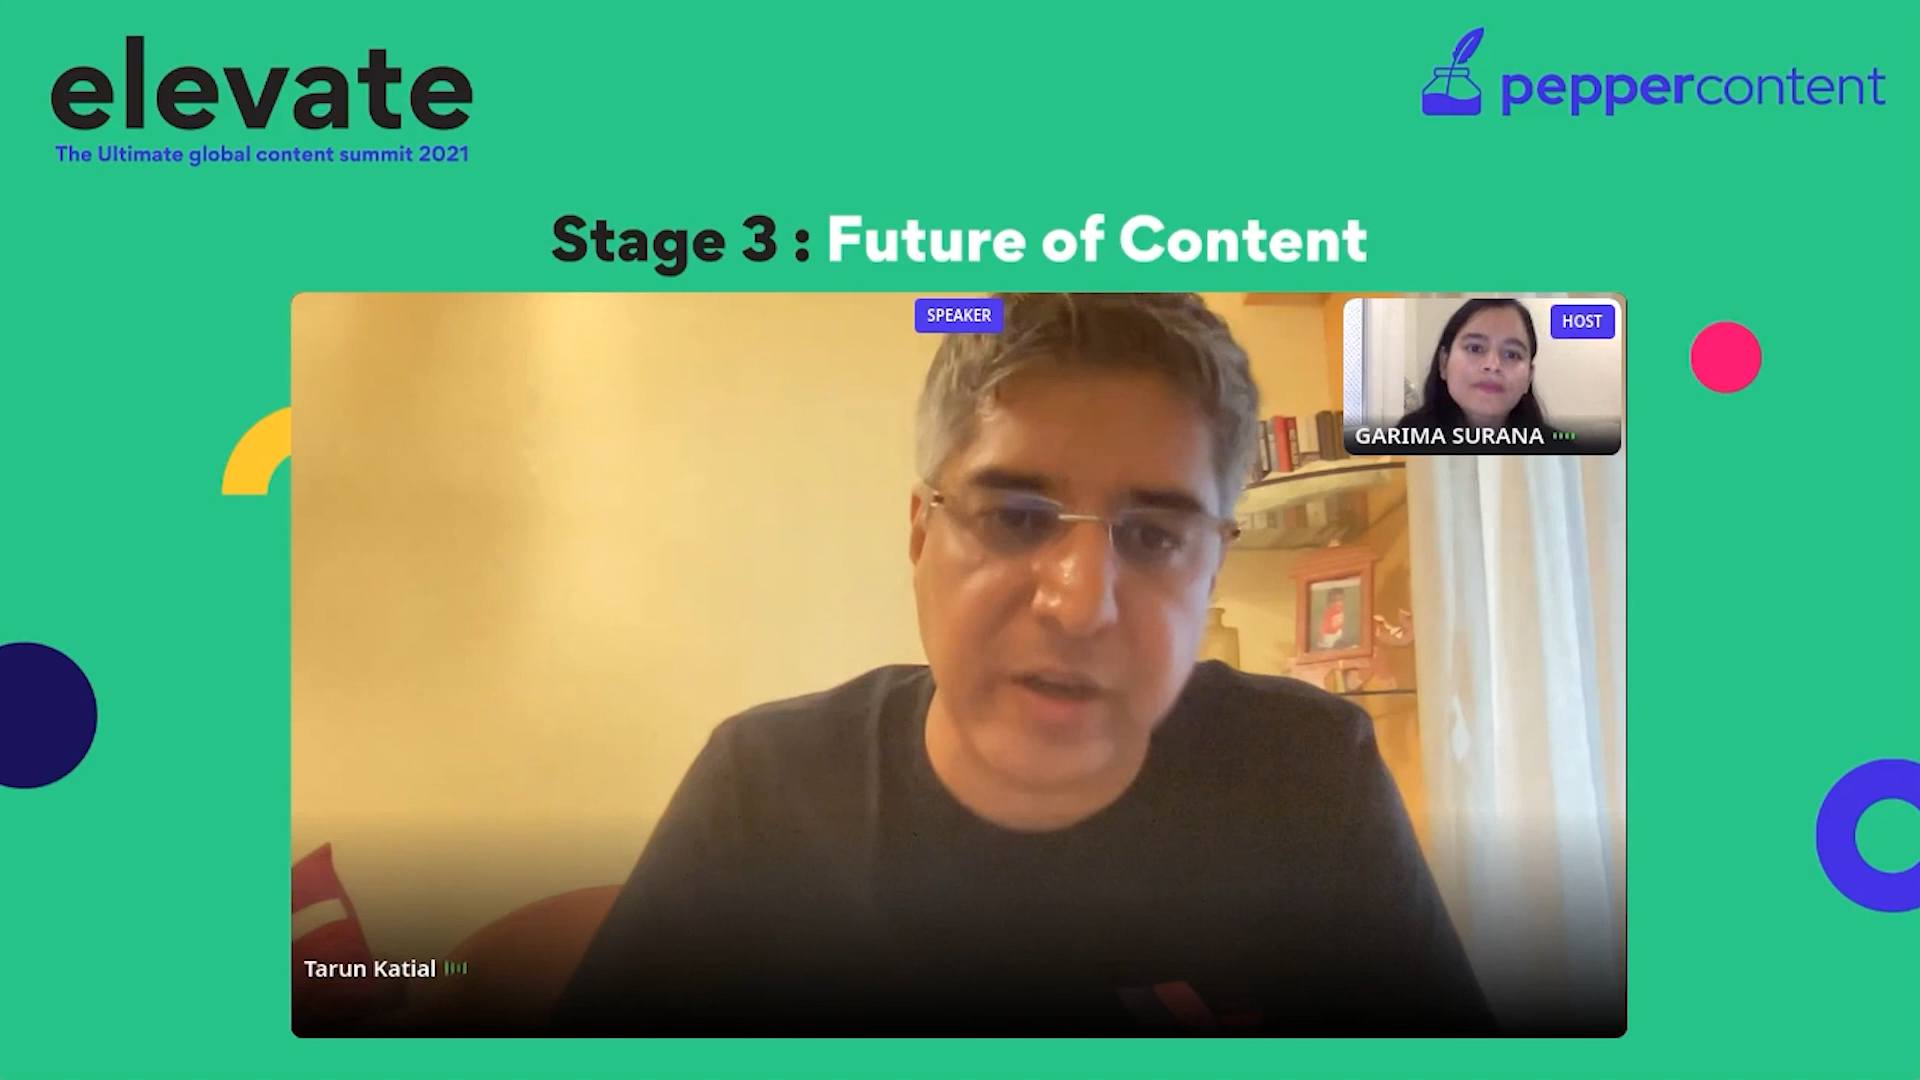 elevate
The Ultimate global content summit 2021
peppercontent
Stage 3 : Future of Content
SPEAKER
HOST
GARIMA SURANA
Tarun Katial